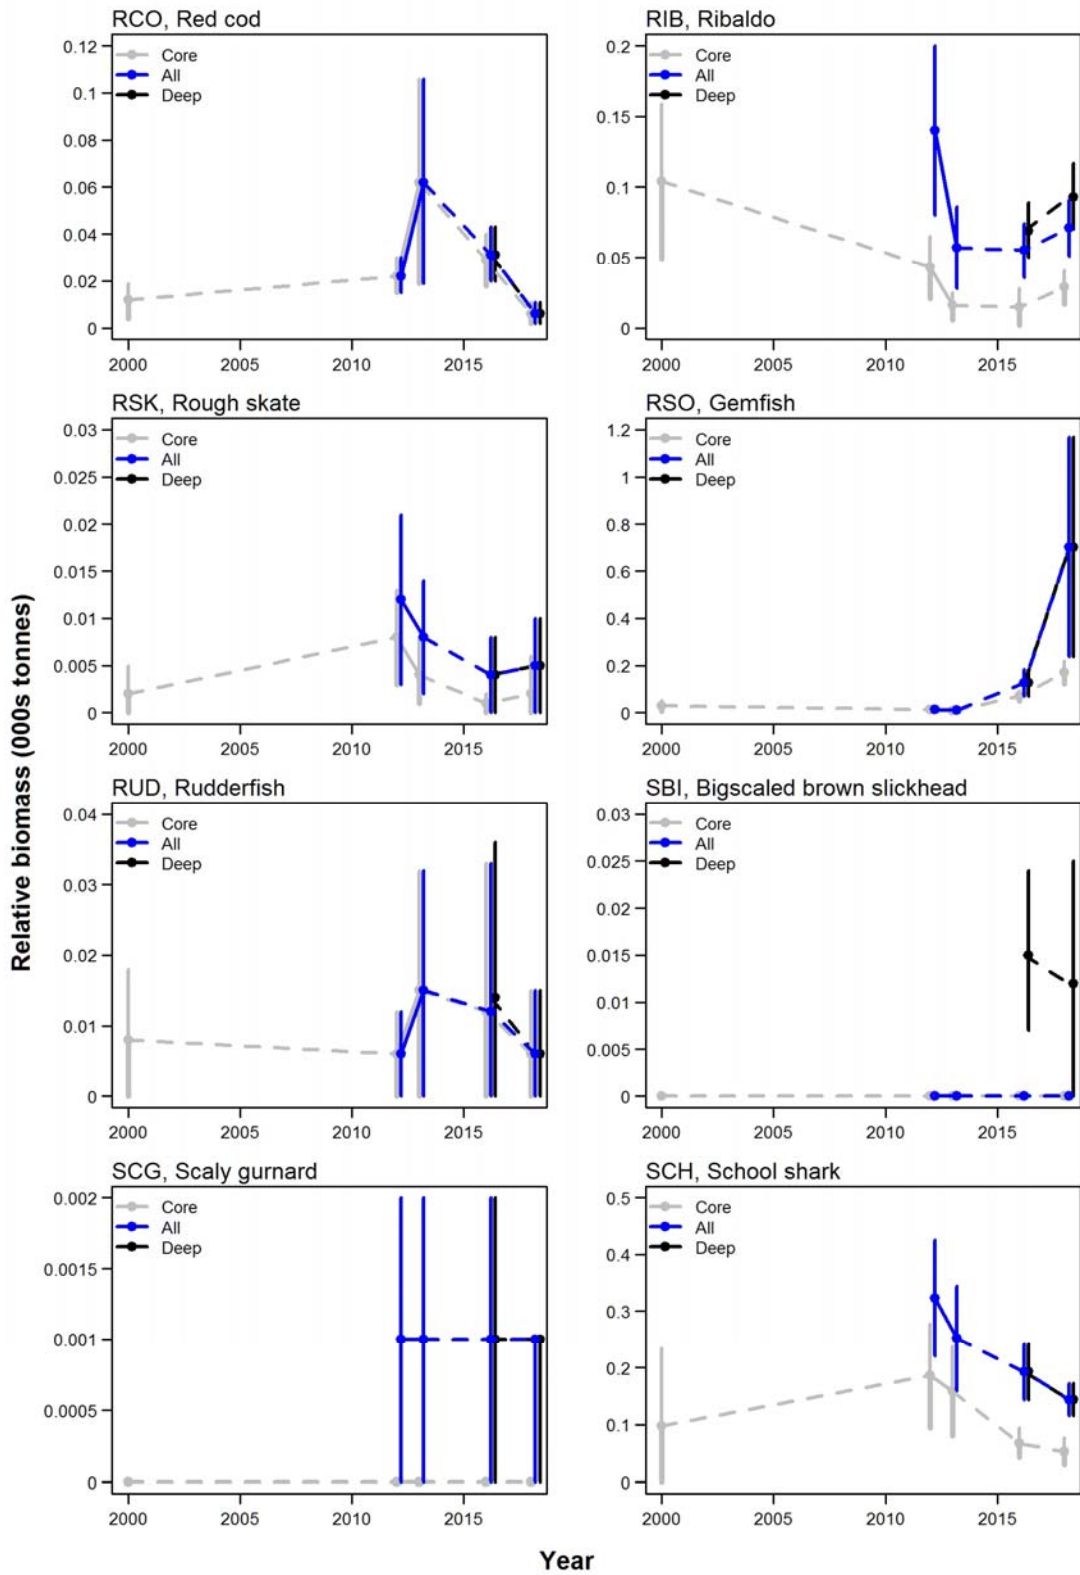 RCO, Red cod
Core
All
Deep
0.12
0.1
0.08
0.06
0.04
0.02
0
2000 2005 2010 2015
RIB, Ribaldo
Core
All
Deep
0.2
0.15
0.1
0.05
0
2000 2005 2010 2015
RSK, Rough skate
Core
All
Deep
0.03
0.025
0.02
0.015
0.01
0.005
0
2000 2005 2010 2015
RSO, Gemfish
Core
All
Deep
1.2
1
0.8
0.6
0.4
0.2
0
2000 2005 2010 2015
RUD, Rudderfish
Core
All
Deep
0.04
0.03
0.02
0.01
0
2000 2005 2010 2015
SBI, Bigscaled brown slickhead
Core
All
Deep
0.03
0.025
0.02
0.015
0.01
0.005
0
2000 2005 2010 2015
SCG, Scaly gurnard
Core
All
Deep
0.002
0.0015
0.001
0.0005
0
2000 2005 2010 2015
SCH, School shark
Core
All
Deep
0.5
0.4
0.3
0.2
0.1
0
2000 2005 2010 2015
Relative biomass (000s tonnes)
Year